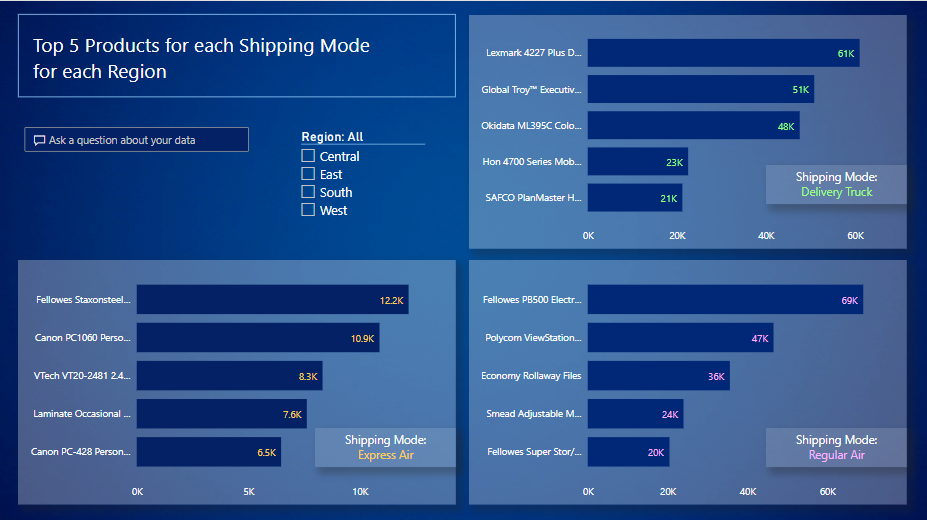 Top 5 Products for each Shipping Mode
for each Region
Ask a question about your data
Region: All
Central
East
South
West
Lexmark 4227 Plus D... 61K
Global Troy™ Executiv... 51K
Okidata ML395C Colo... 48K
Hon 4700 Series Mob... 23K
SAFCO PlanMaster H... 21K
0K 20K 40K 60K
Shipping Mode:
Delivery Truck
Fellowes Staxonsteel... 12.2K
Canon PC1060 Perso... 10.9K
VTech VT20-2481 2.4... 8.3K
Laminate Occasional ... 7.6K
Canon PC-428 Person... 6.5K
0K 5K 10K
Shipping Mode:
Express Air
Fellowes PB500 Electr... 69K
Polycom ViewStation... 47K
Economy Rollaway Files 36K
Smead Adjustable M... 24K
Fellowes Super Stor/... 20K
0K 20K 40K 60K
Shipping Mode:
Regular Air